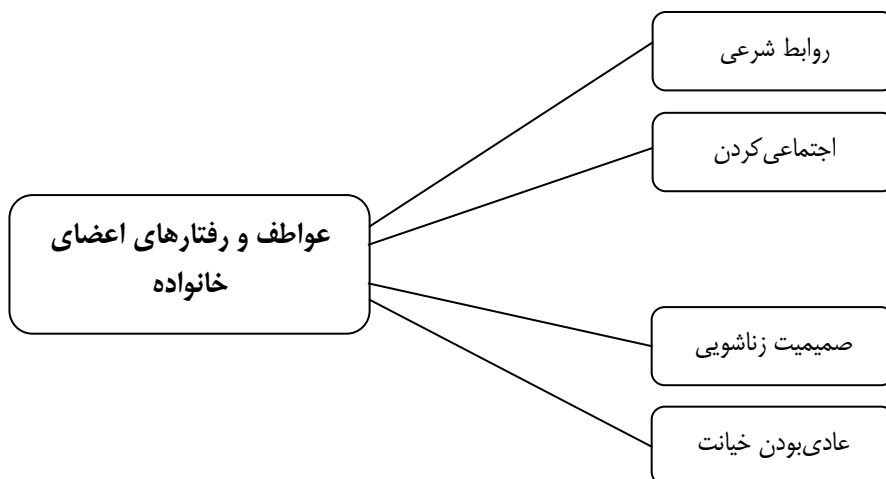 روابط شرعی
اجتماعی‌کردن
عواطف و رفتارهای اعضای
خانواده
صمیمیت زناشویی
عادی‌بودن خیانت